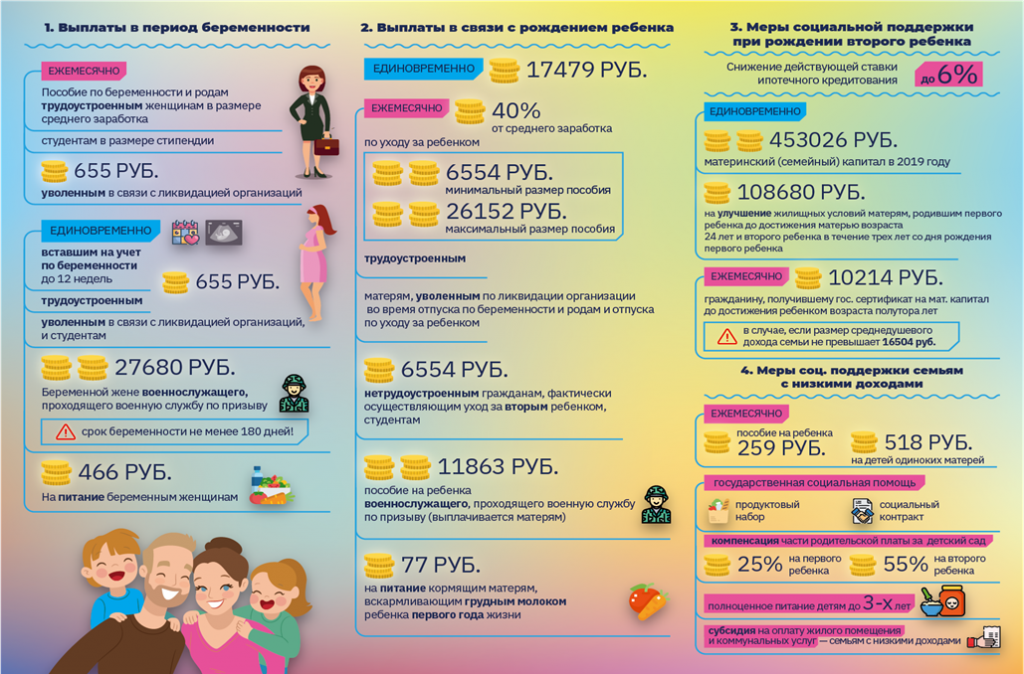 1. Выплаты в период беременности
ЕЖЕМЕСЯЧНО
Пособие по беременности и родам
трудоустроенным женщинам в размере
среднего заработка
студентам в размере стипендии
655 РУБ.
уволенным в связи с ликвидацией организаций
ЕДИНОВРЕМЕННО
вставшим на учет
по беременности
до 12 недель
655 РУБ.
трудоустроенным
уволенным в связи с ликвидацией организаций,
и студентам
27680 РУБ.
Беременной жене военнослужащего,
проходящего военную службу по призыву
срок беременности не менее 180 дней!
466 РУБ.
На питание беременным женщинам
2. Выплаты в связи с рождением ребенка
ЕДИНОВРЕМЕННО
17479 РУБ.
ЕЖЕМЕСЯЧНО
40%
от среднего заработка
по уходу за ребенком
6554 РУБ.
минимальный размер пособия
26152 РУБ.
максимальный размер пособия
трудоустроенным
матерям, уволенным по ликвидации организации
во время отпуска по беременности и родам и отпуска
по уходу за ребенком
6554 РУБ.
нетрудоустроенным гражданам, фактически
осуществляющим уход за вторым ребенком,
студентам
11863 РУБ.
пособие на ребенка
военнослужащего, проходящего военную службу
по призыву (выплачивается матерям)
77 РУБ.
на питание кормящим матерям,
вскармливающим грудным молоком
ребенка первого года жизни
3. Меры социальной поддержки
при рождении второго ребенка
Снижение действующей ставки
ипотечного кредитования
до 6%
ЕДИНОВРЕМЕННО
453026 РУБ.
материнский (семейный) капитал в 2019 году
108680 РУБ.
на улучшение жилищных условий матерям, родившим первого
ребенка до достижения матерью возраста
24 лет и второго ребенка в течение трех лет со дня рождения
первого ребенка
ЕЖЕМЕСЯЧНО
10214 РУБ.
гражданину, получившему гос. сертификат на мат. капитал
до достижения ребенком возраста полутора лет
в случае, если размер среднедушевого
дохода семьи не превышает 16504 руб.
4. Меры соц. поддержки семьям
с низкими доходами
ЕЖЕМЕСЯЧНО
пособие на ребенка
259 РУБ.
518 РУБ.
на детей одиноких матерей
государственная социальная помощь
продуктовый
набор
социальный
контракт
компенсация части родительской платы за детский сад
25% на первого
ребенка
55% на второго
ребенка
полноценное питание детям до 3-х лет
субсидия на оплату жилого помещения
и коммунальных услуг — семьям с низкими доходами